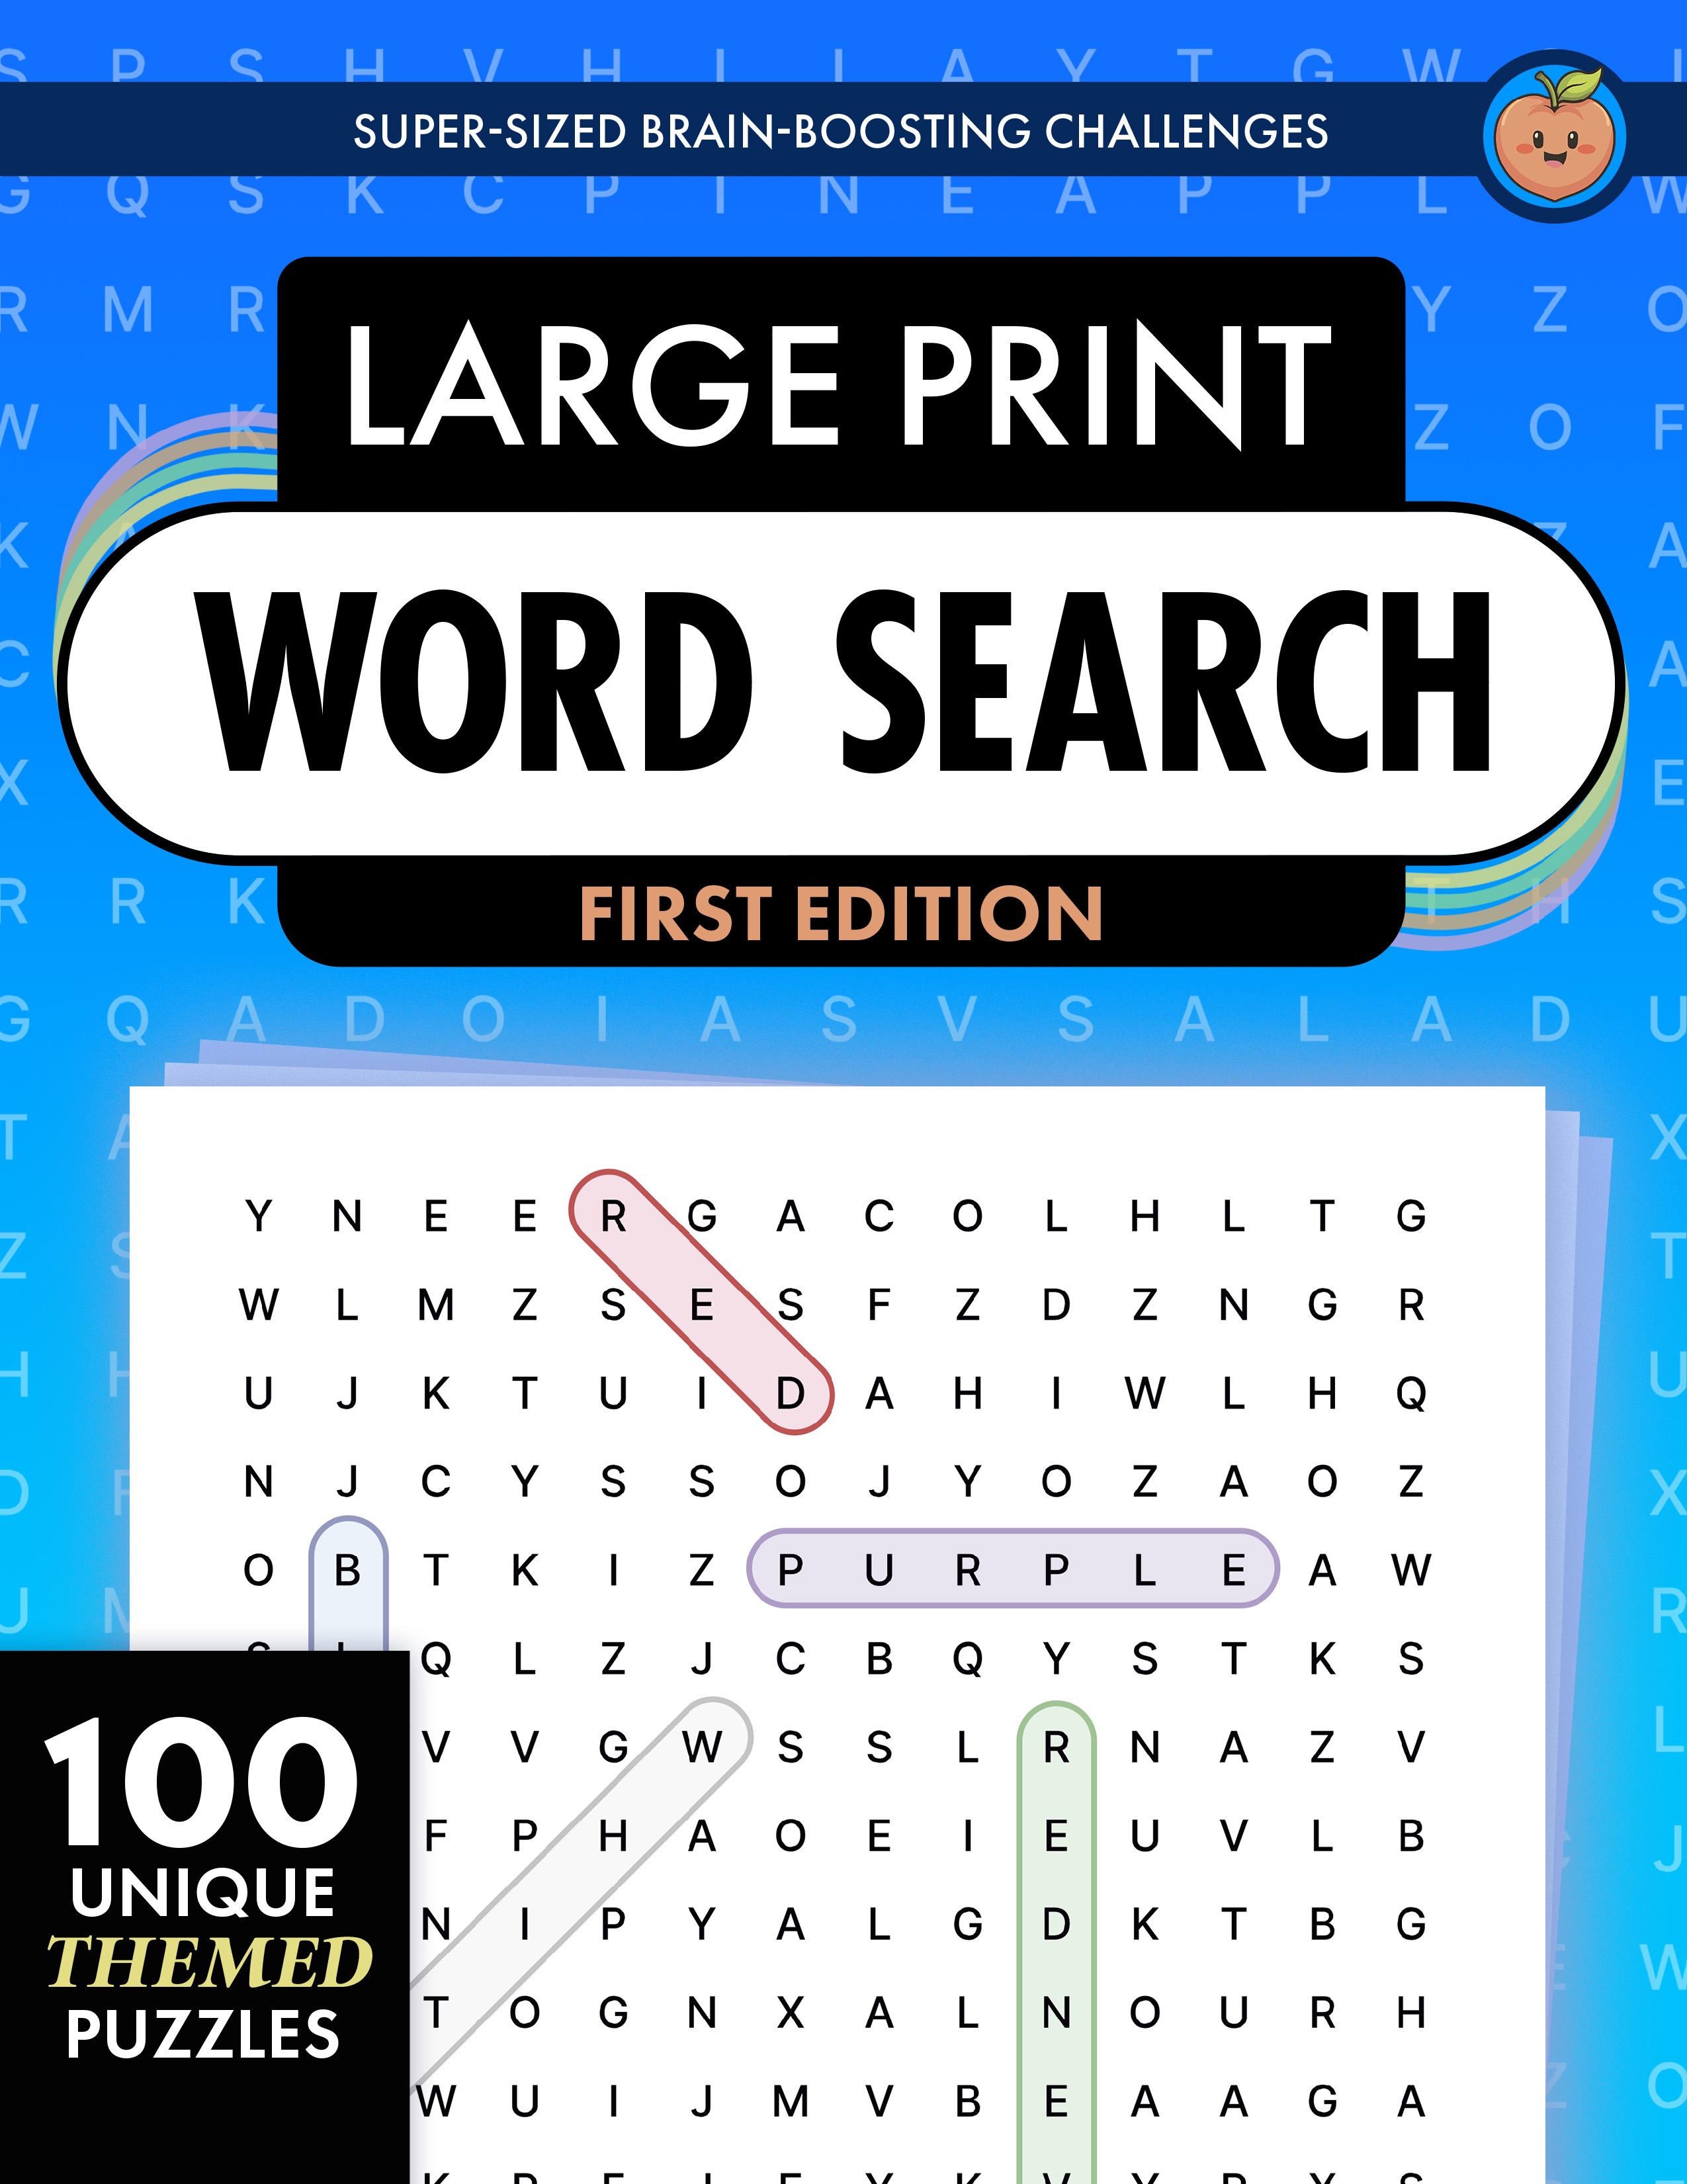 S P S H V H I I A Y T G W I
SUPER-SIZED BRAIN-BOOSTING CHALLENGES
G Q S K C P I N E A P P L W
R M R Y Z O
LARGE PRINT
W N K Z O F
K A Z A
C A
WORD SEARCH
X E
R R K I H S
FIRST EDITION
G Q A D O I A S V S A L A D U
T A X
Y N E E R G A C O L H L T G
Z S T
W L M Z S E S F Z D Z N G R
H H U
U J K T U I D A H I W L H Q
D F X
N J C Y S S O J Y O Z A O Z
O B T K I Z P U R P L E A W
U M R
S L Q L Z J C B Q Y S T K S
V V G W S S L R N A Z V
L
F P H A O E I E U V L B
J
N I P Y A L G D K T B G
W
T O G N X A L N O U R H
W U I J M V B E A A G A
Z O
100
UNIQUE
THEMED
PUZZLES